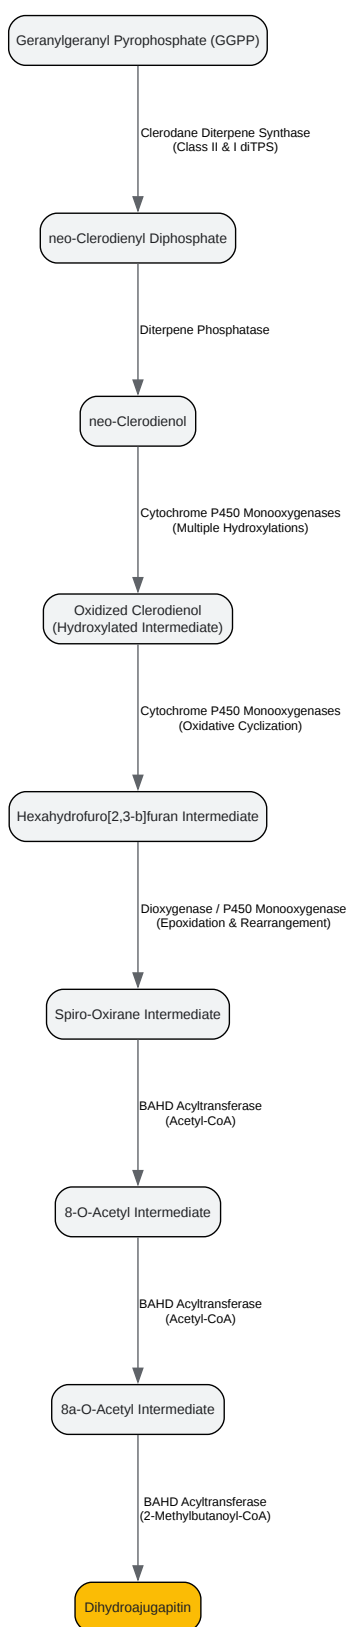 Geranylgeranyl Pyrophosphate (GGPP)
Clerodane Diterpene Synthase
(Class II & I diTPS)
neo-Clerodienyl Diphosphate
Diterpene Phosphatase
neo-Clerodienol
Cytochrome P450 Monooxygenases
(Multiple Hydroxylations)
Oxidized Clerodienol
(Hydroxylated Intermediate)
Cytochrome P450 Monooxygenases
(Oxidative Cyclization)
Hexahydrofuro[2,3-b]furan Intermediate
Dioxygenase / P450 Monooxygenase
(Epoxidation & Rearrangement)
Spiro-Oxirane Intermediate
BAHD Acyltransferase
(Acetyl-CoA)
8-O-Acetyl Intermediate
BAHD Acyltransferase
(Acetyl-CoA)
8a-O-Acetyl Intermediate
BAHD Acyltransferase
(2-Methylbutanoyl-CoA)
Dihydroajugapitin